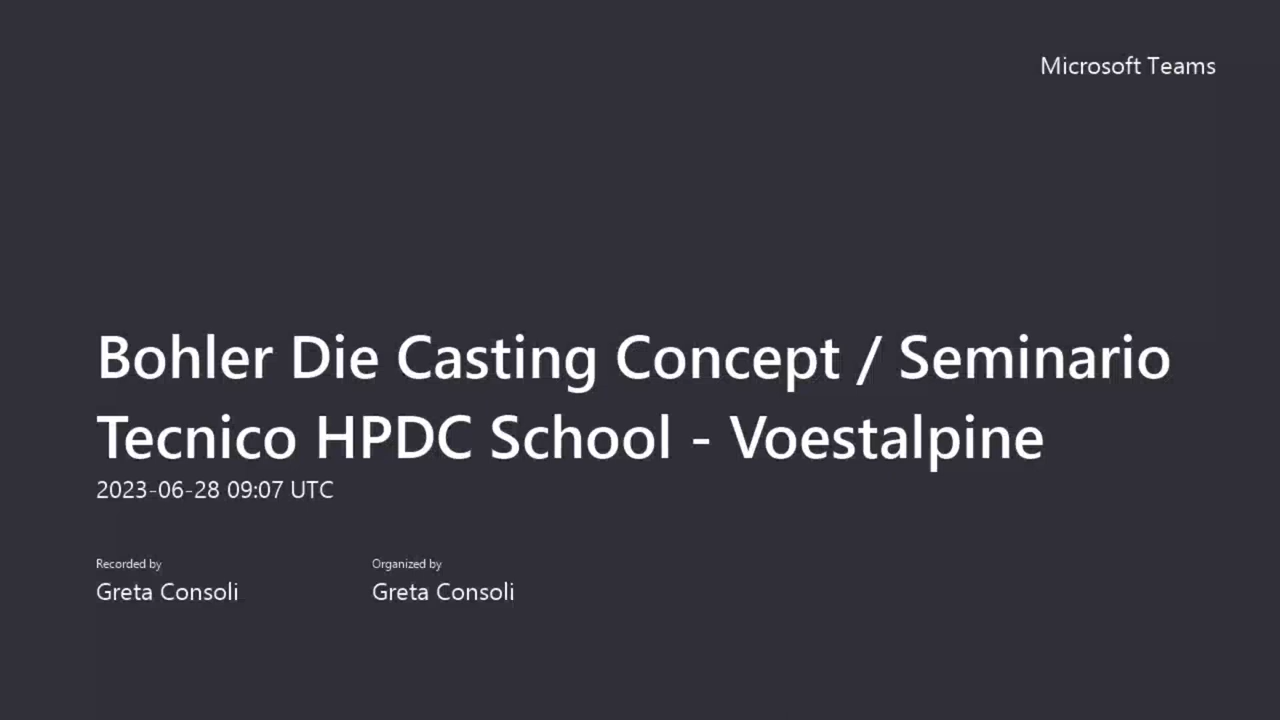 Microsoft Teams
Bohler Die Casting Concept / Seminario
Tecnico HPDC School - Voestalpine
2023-06-28 09:07 UTC
Recorded by
Greta Consoli
Organized by
Greta Consoli